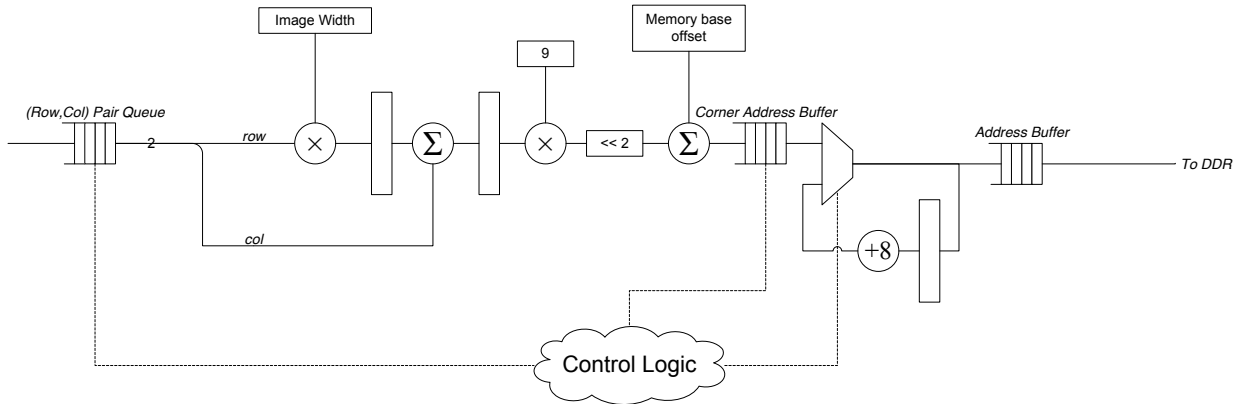 Image Width
9
Memory base
offset
(Row,Col) Pair Queue
2
row
×
Σ
×
<< 2
Σ
Corner Address Buffer
Address Buffer
To DDR
col
+8
Control Logic